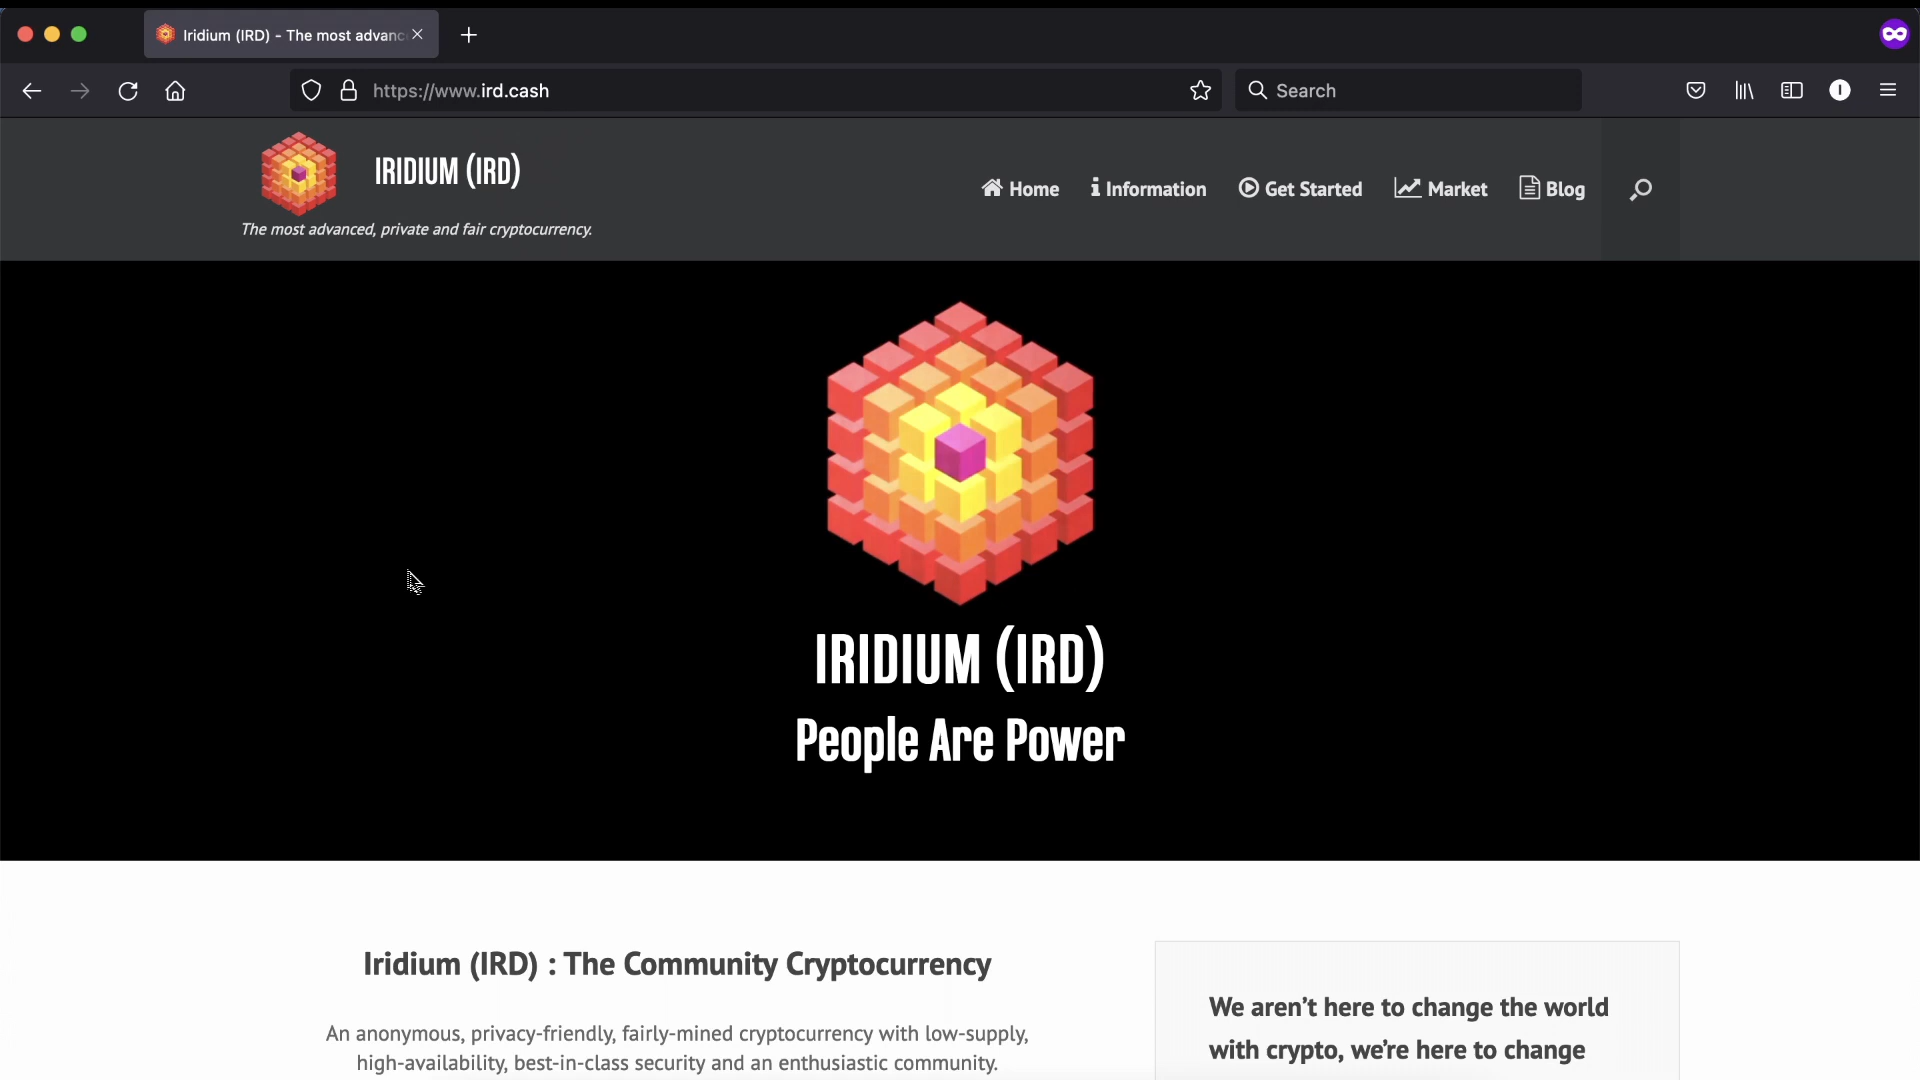 Iridium (IRD) - The most advanc
https://www.ird.cash
Search
IRIDIUM (IRD)
The most advanced, private and fair cryptocurrency.
Home
Information
Get Started
Market
Blog
IRIDIUM (IRD)
People Are Power
Iridium (IRD) : The Community Cryptocurrency
An anonymous, privacy-friendly, fairly-mined cryptocurrency with low-supply,
high-availability, best-in-class security and an enthusiastic community.
We aren’t here to change the world
with crypto, we’re here to change